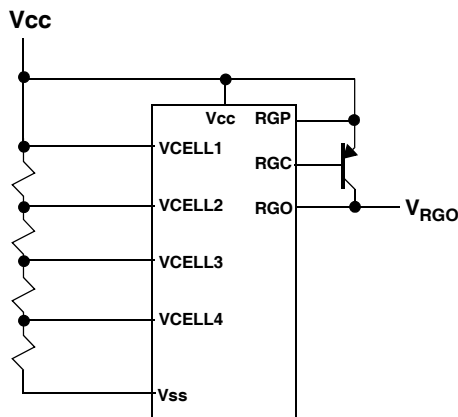 Vcc
Vcc
RGP
VCELL1
RGC
VCELL2
RGO
VRGO
VCELL3
VCELL4
Vss